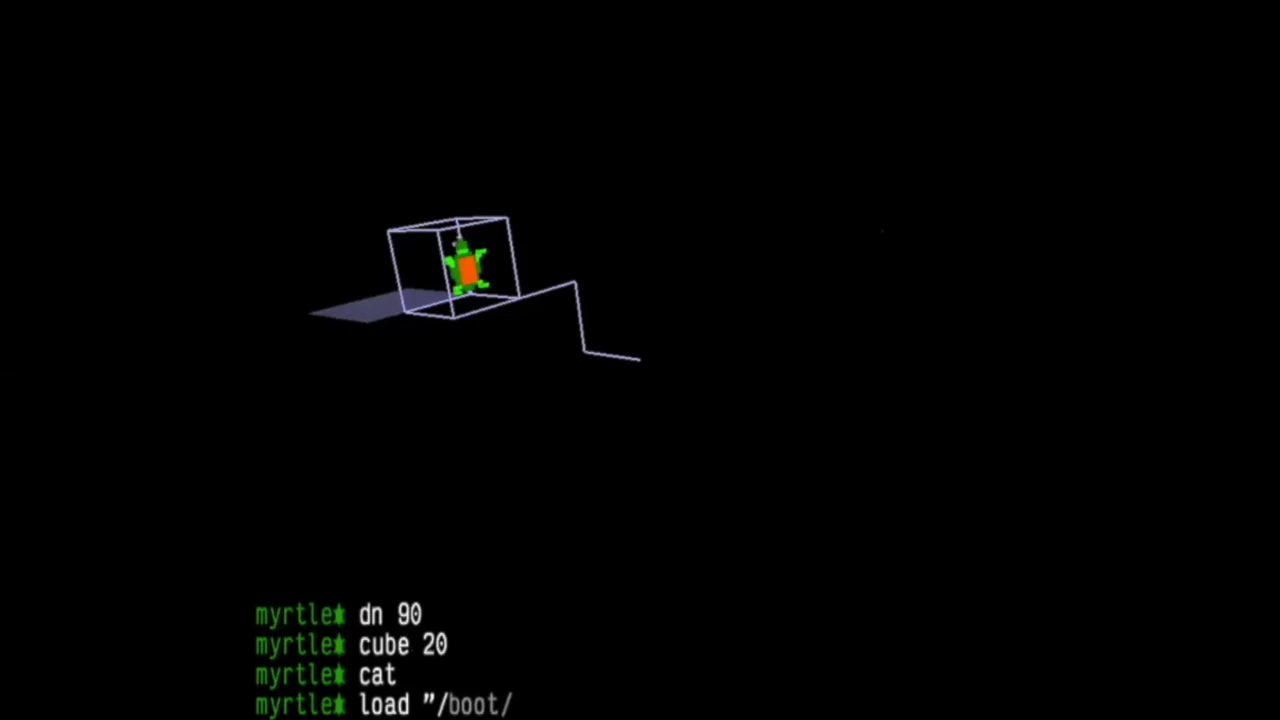 myrtle* dn 90
myrtle* cube 20
myrtle* cat
myrtle* load ”/boot/